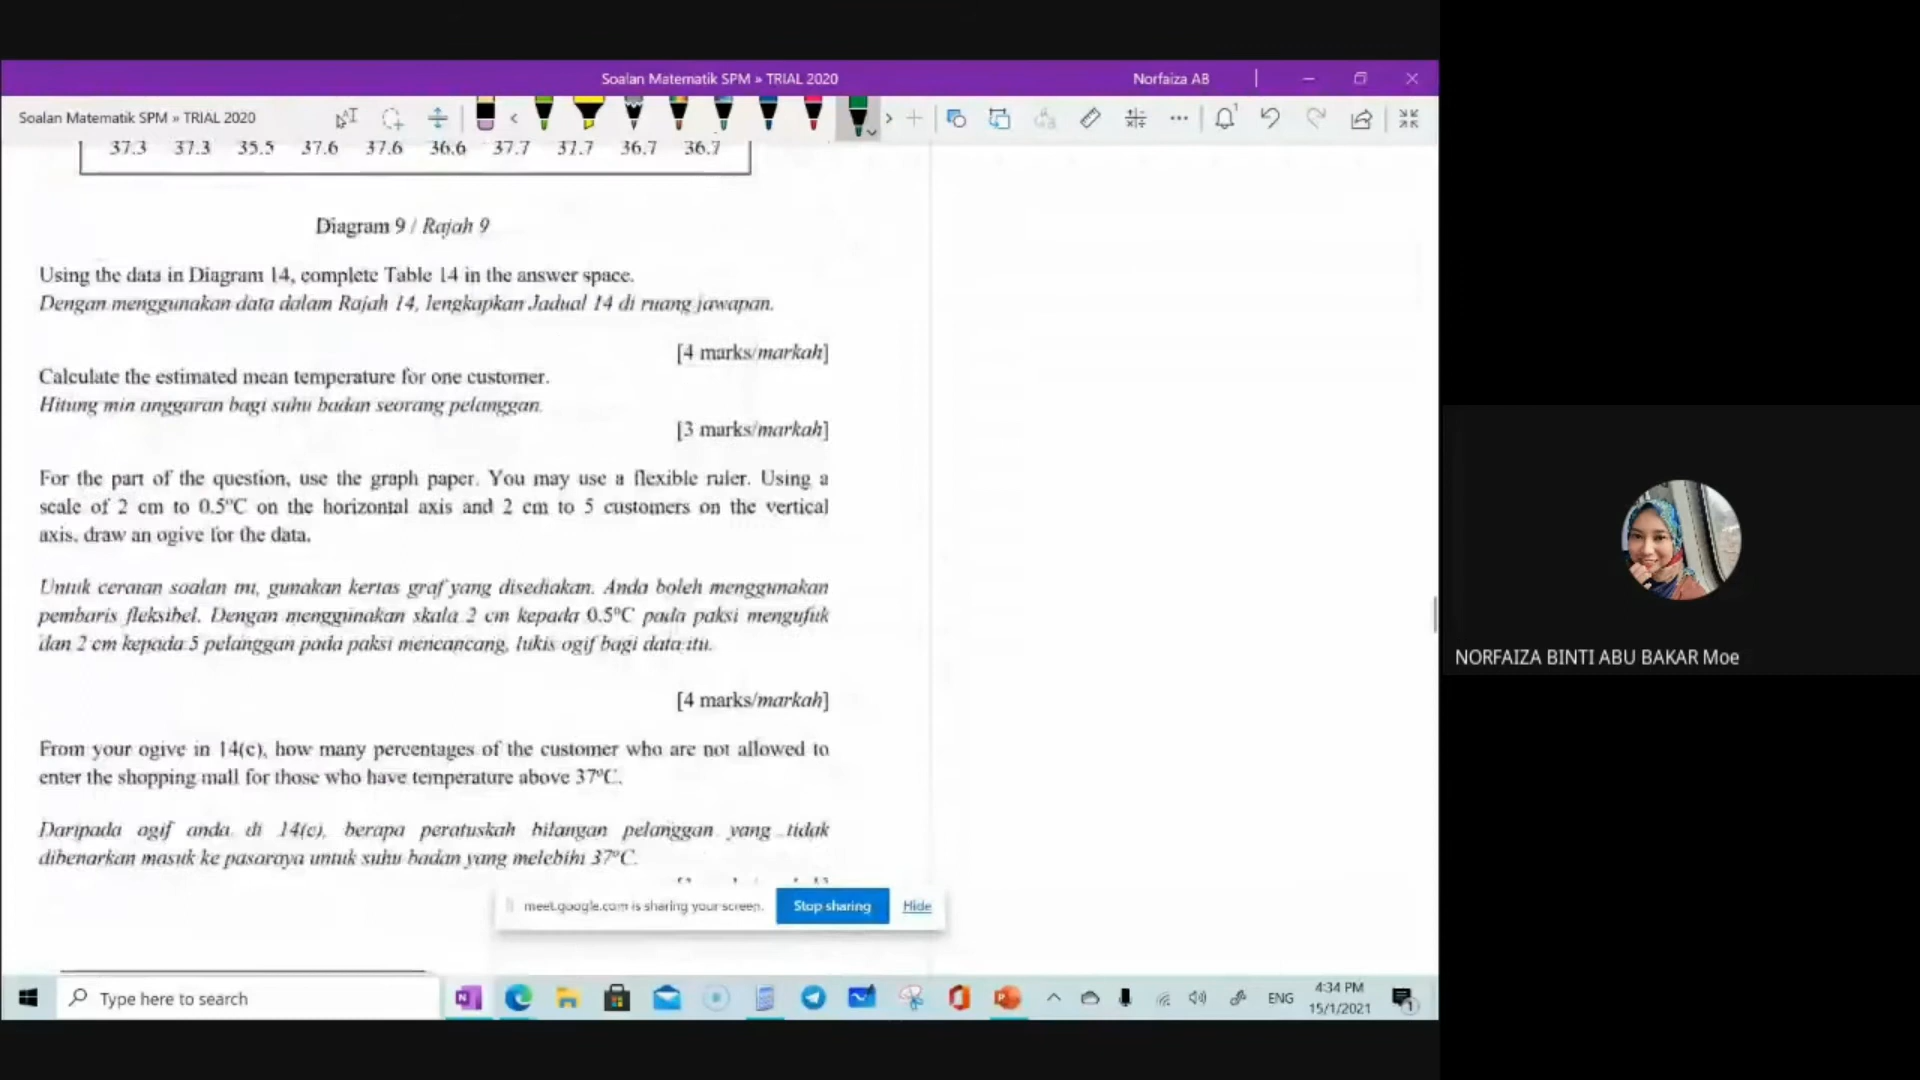 Soalan Matematik SPM » TRIAL 2020
Norfaiza AB
Soalan Matematik SPM » TRIAL 2020
37.3 37.3 35.5 37.6 37.6 36.6 37.7 37.7 36.7 36.7
Diagram 9 / Rajah 9
Using the data in Diagram 14, complete Table 14 in the answer space.
Dengan menggunakan data dalam Rajah 14, lengkapkan Jadual 14 di ruang jawapan.
[4 marks/markah]
Calculate the estimated mean temperature for one customer.
Hitung min anggaran bagi suhu badan seorang pelanggan.
[3 marks/markah]
For the part of the question, use the graph paper. You may use a flexible ruler. Using a
scale of 2 cm to 0.5°C on the horizontal axis and 2 cm to 5 customers on the vertical
axis, draw an ogive for the data.
Untuk ceraian soalan ini, gunakan kertas graf yang disediakan. Anda boleh menggunakan
pembaris fleksibel. Dengan menggunakan skala 2 cm kepada 0.5°C pada paksi mengufuk
dan 2 cm kepada 5 pelanggan pada paksi mencancang, lukis ogif bagi data itu.
[4 marks/markah]
From your ogive in 14(c), how many percentages of the customer who are not allowed to
enter the shopping mall for those who have temperature above 37°C.
Daripada ogif anda di 14(c), berapa peratuskah bilangan pelanggan yang tidak
dibenarkan masuk ke pasaraya untuk suhu badan yang melebihi 37°C.
meet.google.com is sharing your screen.
Stop sharing
Hide
Type here to search
ENG
4:34 PM
15/1/2021
NORFAIZA BINTI ABU BAKAR Moe